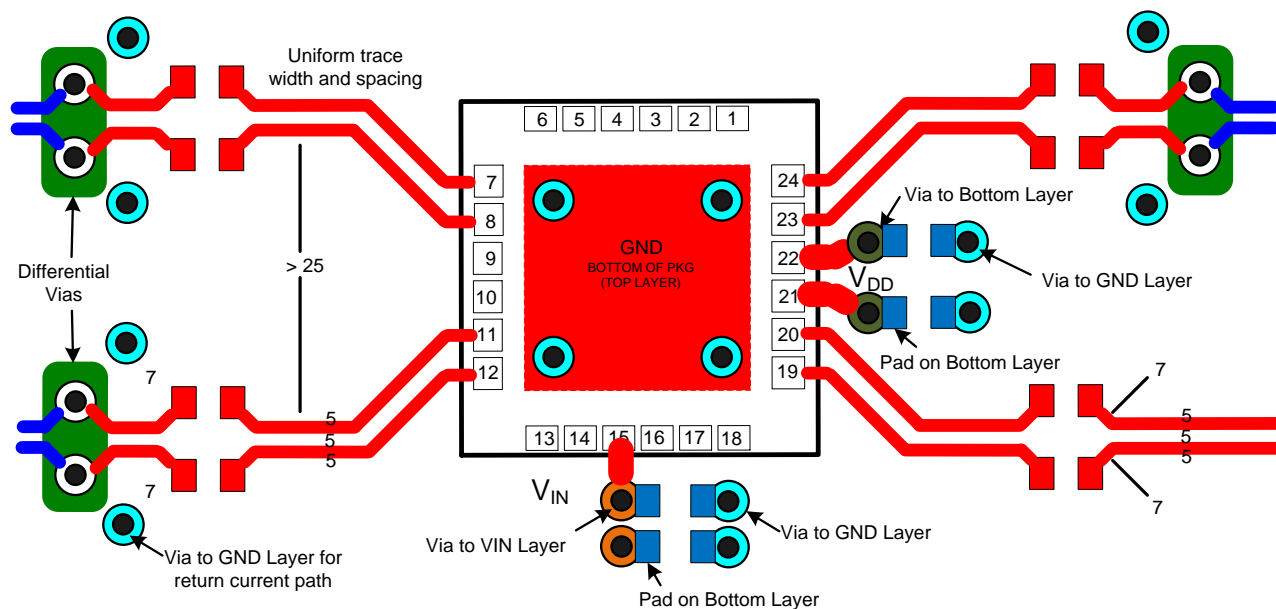 Uniform trace
width and spacing
6 5 4 3 2 1
7
8
9
10
11
12
24
23
22
21
20
19
13 14 15 16 17 18
GND
BOTTOM OF PKG
(TOP LAYER)
Via to Bottom Layer
VDD
Via to GND Layer
Pad on Bottom Layer
Differential
Vias
> 25
7
5
5
5
7
7
5
5
5
7
VIN
Via to VIN Layer
Via to GND Layer
Pad on Bottom Layer
Via to GND Layer for
return current path